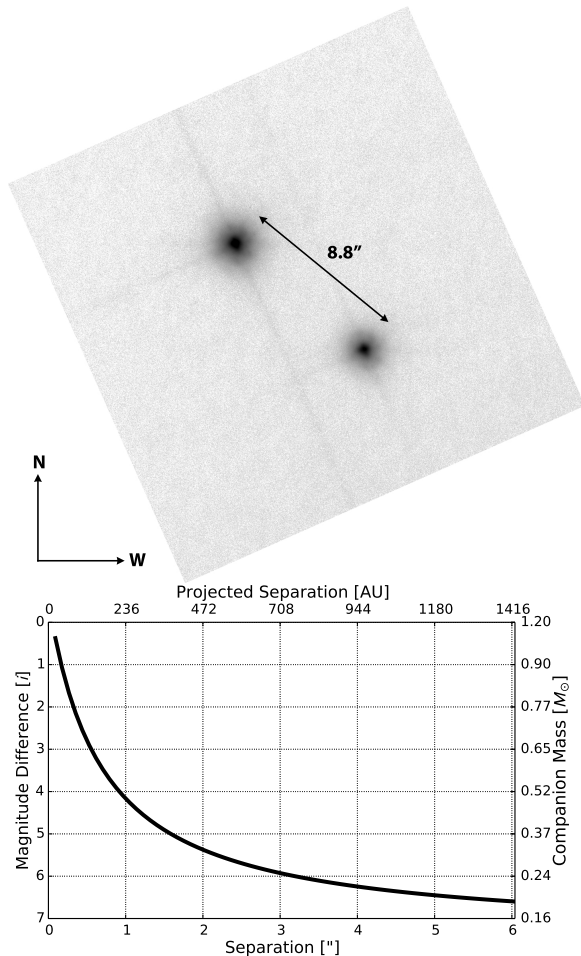 8.8”
N
W
Projected Separation [AU]
0 236 472 708 944 1180 1416
0 1.20
1 0.90
2 0.77
3 0.65
4 0.52
5 0.37
6 0.24
7 0.16
Magnitude Difference [i]
Companion Mass [M☉]
0 1 2 3 4 5 6
Separation ["]